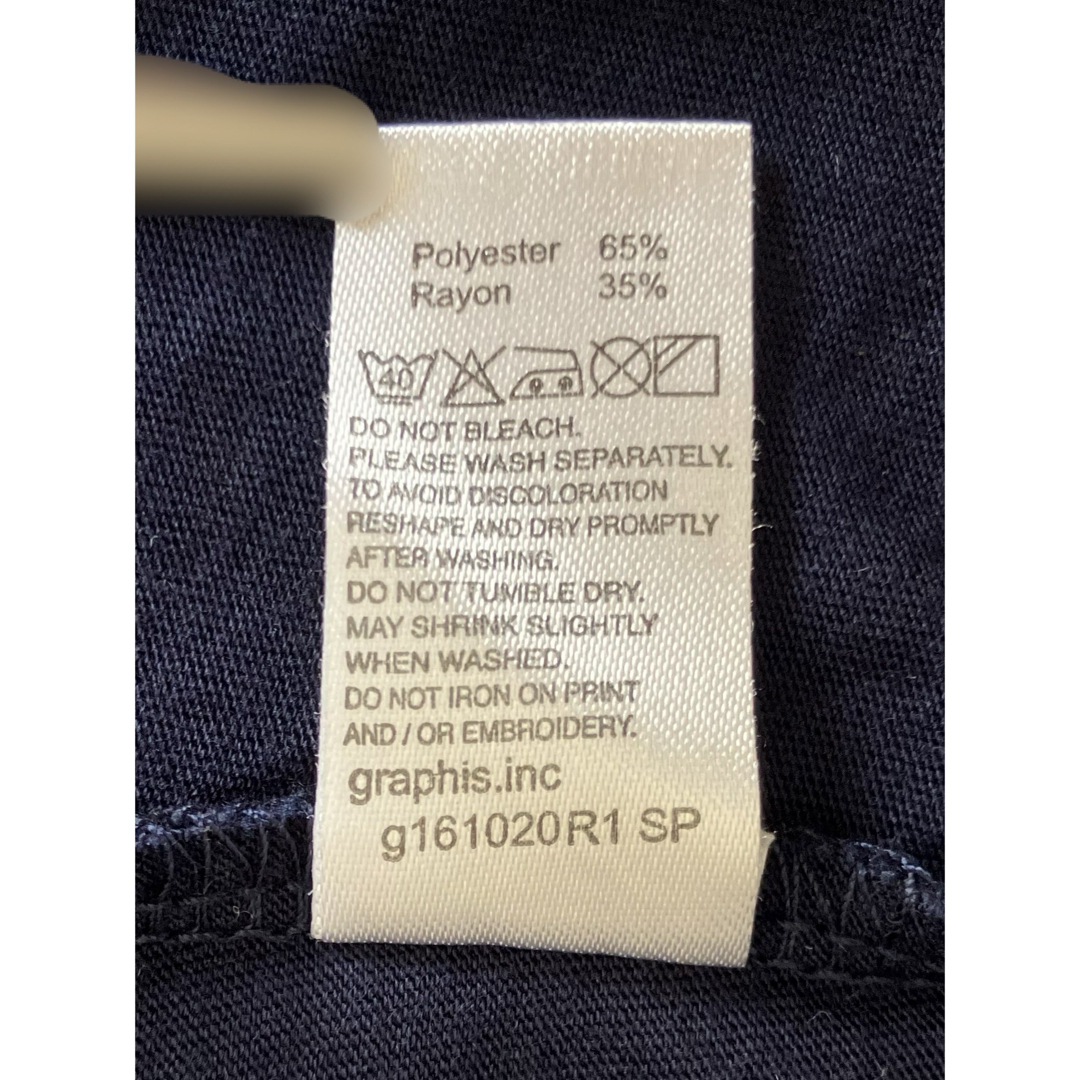 Polyester 65%
Rayon 35%
40
DO NOT BLEACH.
PLEASE WASH SEPARATELY.
TO AVOID DISCOLORATION
RESHAPE AND DRY PROMPTLY
AFTER WASHING.
DO NOT TUMBLE DRY.
MAY SHRINK SLIGHTLY
WHEN WASHED.
DO NOT IRON ON PRINT
AND / OR EMBROIDERY.
graphis.inc
g161020R1 SP